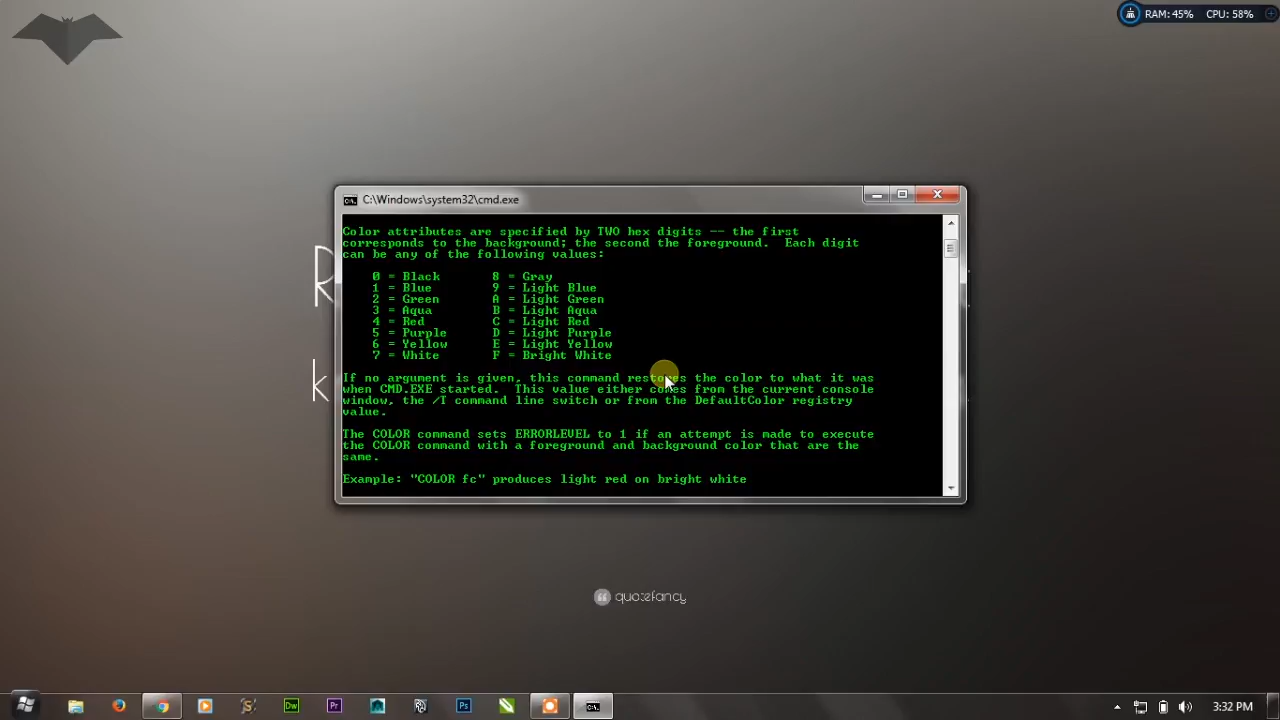 RAM: 45% CPU: 58%
C:\Windows\system32\cmd.exe
Color attributes are specified by TWO hex digits -- the first
corresponds to the background; the second the foreground.  Each digit
can be any of the following values:
0 = Black 8 = Gray
1 = Blue 9 = Light Blue
2 = Green A = Light Green
3 = Aqua B = Light Aqua
4 = Red C = Light Red
5 = Purple D = Light Purple
6 = Yellow E = Light Yellow
7 = White F = Bright White
If no argument is given, this command restores the color to what it was
when CMD.EXE started.  This value either comes from the current console
window, the /T command line switch or from the DefaultColor registry
value.
The COLOR command sets ERRORLEVEL to 1 if an attempt is made to execute
the COLOR command with a foreground and background color that are the
same.
Example: "COLOR fc" produces light red on bright white
quotefancy
Dw Pr Ps
3:32 PM